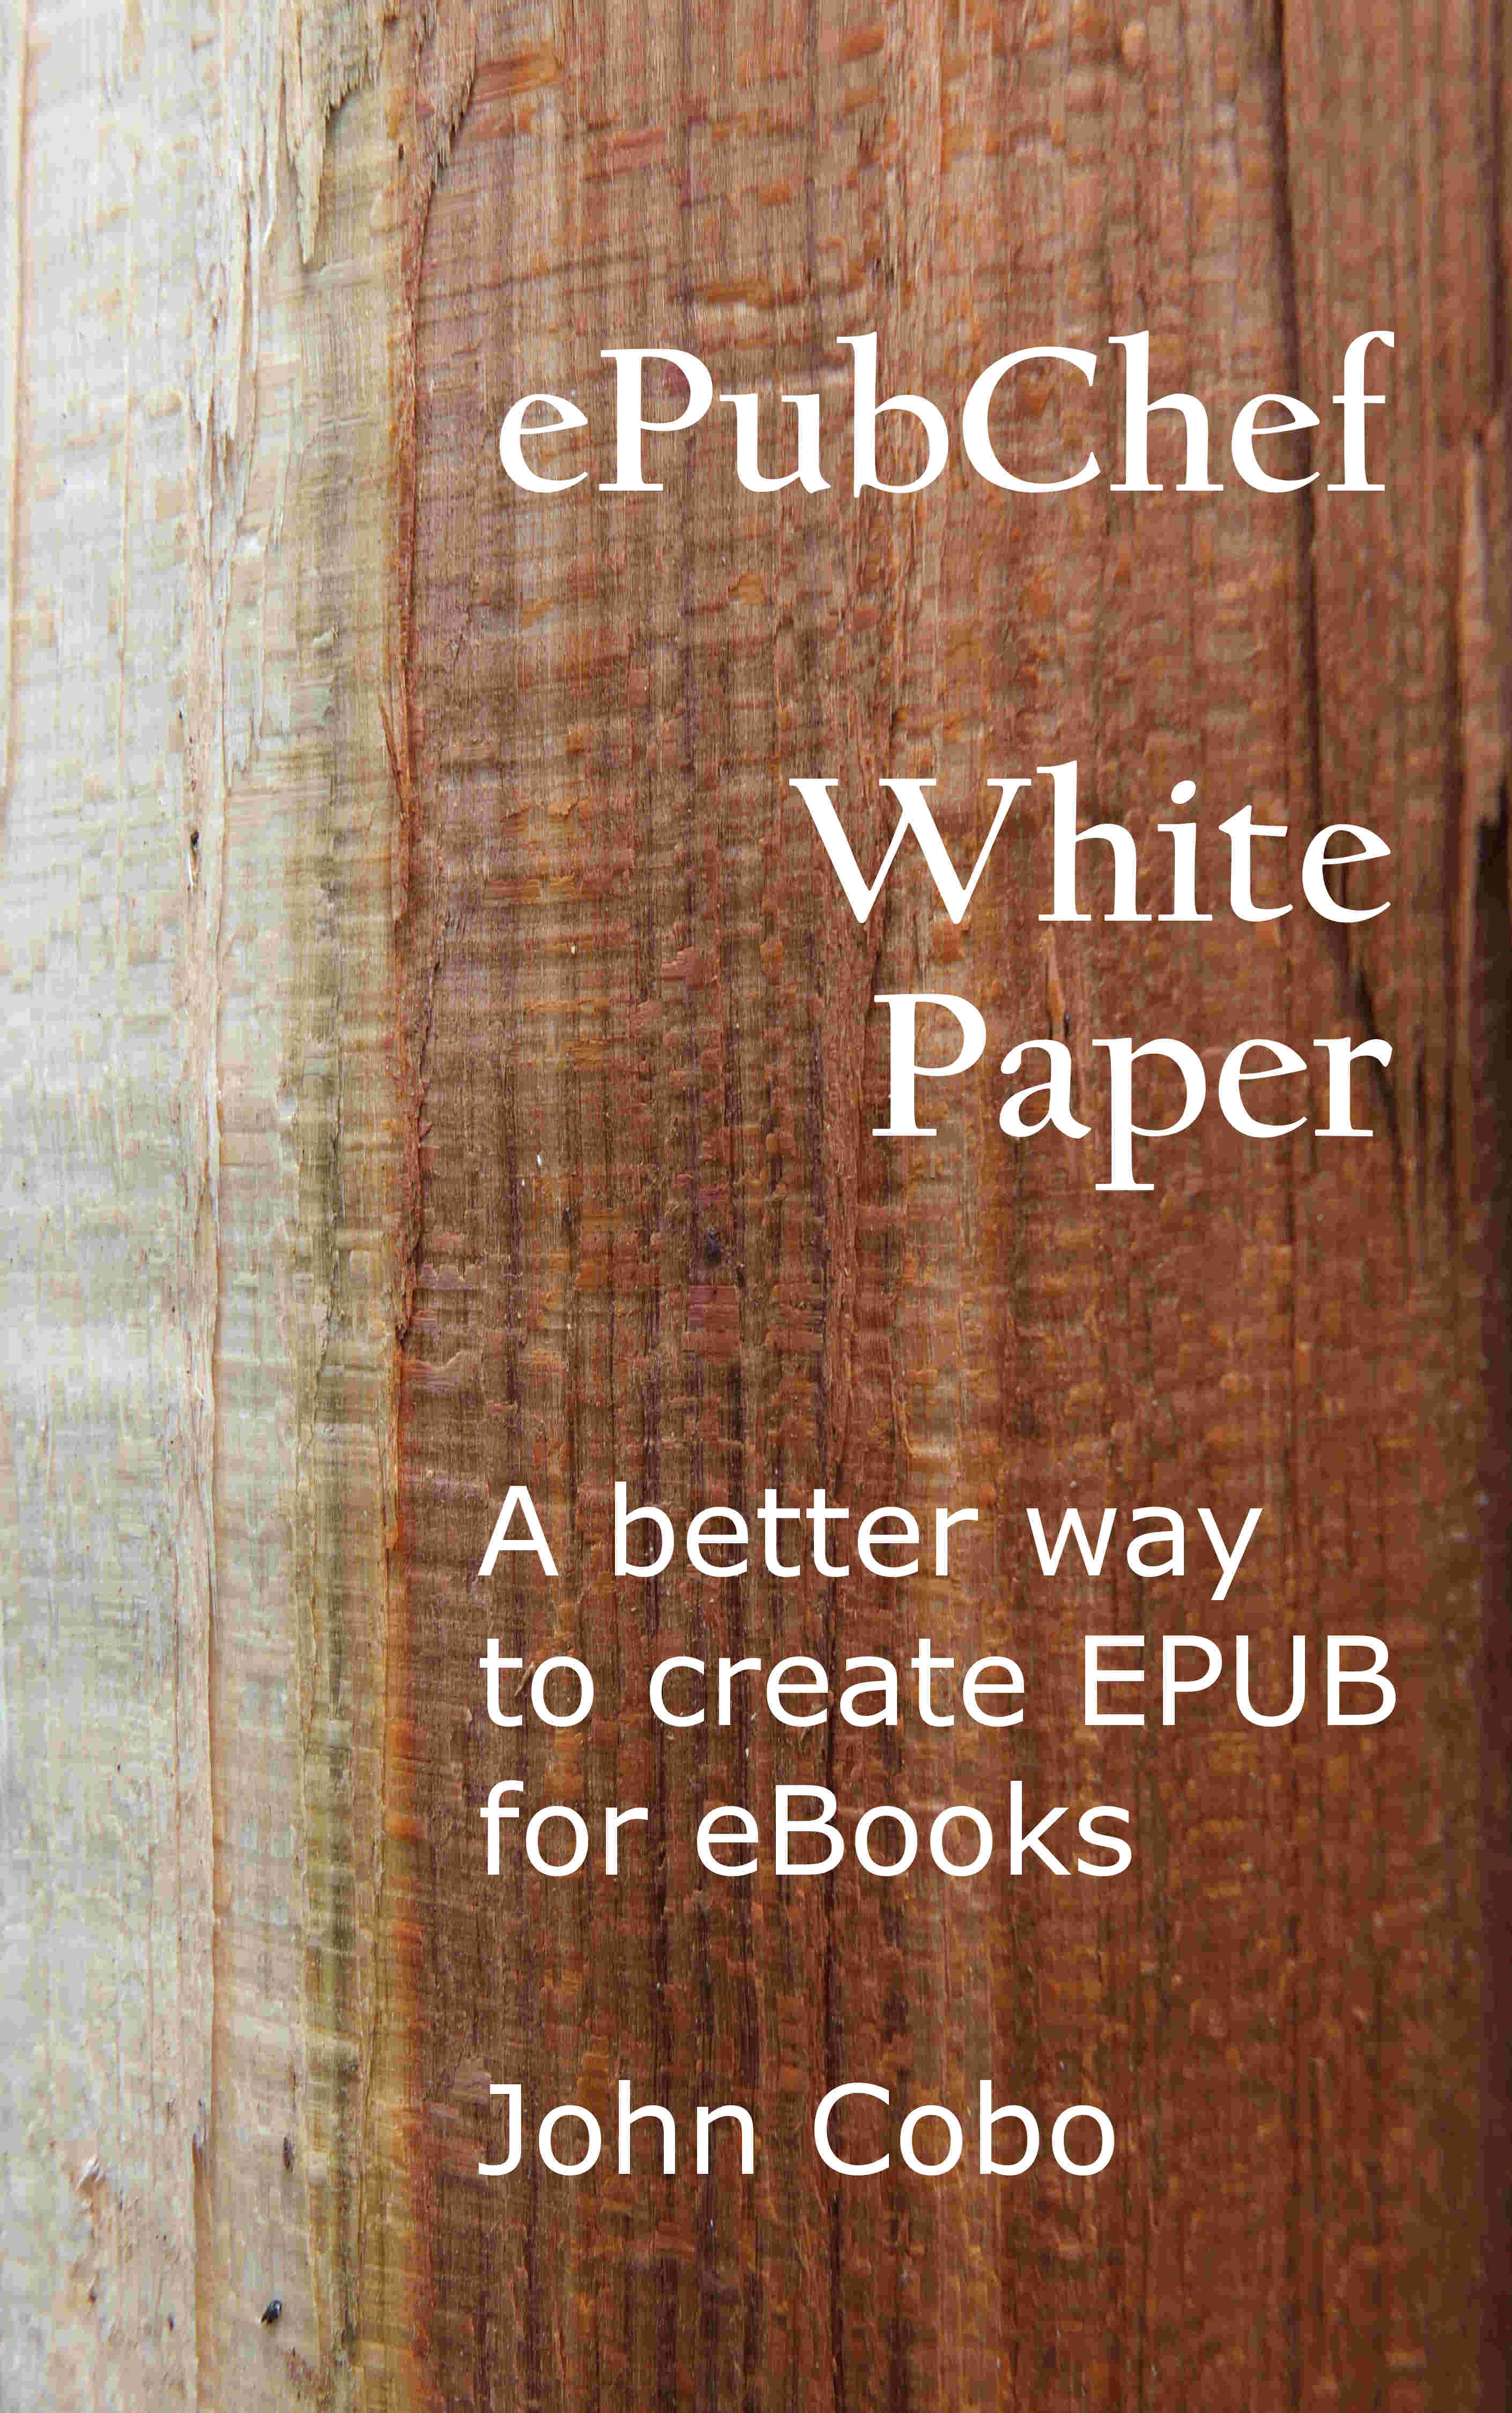 ePubChef
White
Paper
A better way
to create EPUB
for eBooks
John Cobo